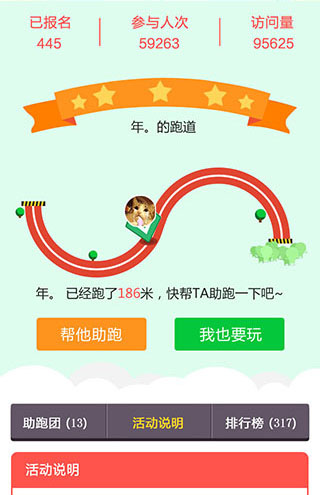 已报名 参与人次 访问量
445 59263 95625
年。的跑道
年。 已经跑了186米，快帮TA助跑一下吧~
帮他助跑 我也要玩
助跑团 (13) 活动说明 排行榜 (317)
活动说明